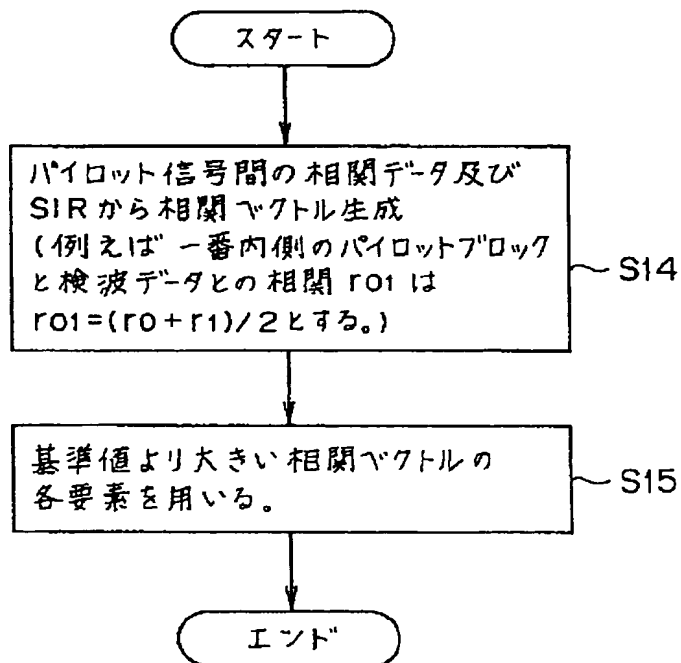 スタート
パイロット信号間の相関データ及び
SIRから相関ベクトル生成
(例えば一番内側のパイロットブロック
と検波データとの相関r01は
r01=(r0+r1)/2とする。)
S14
基準値より大きい相関ベクトルの
各要素を用いる。
S15
エンド